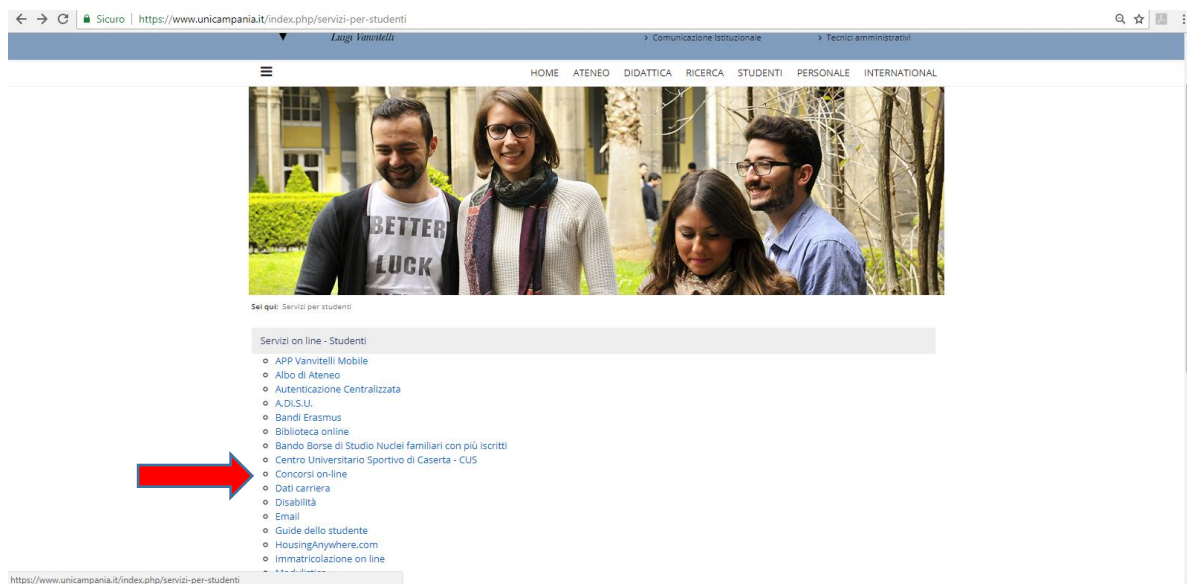 Sicuro | https://www.unicampania.it/index.php/servizi-per-studenti
Luigi Vanvitelli
› Comunicazione Istituzionale
› Tecnici amministrativi
HOME ATENEO DIDATTICA RICERCA STUDENTI PERSONALE INTERNATIONAL
BETTER
LUCK
Sei qui: Servizi per studenti
Servizi on line - Studenti
APP Vanvitelli Mobile
Albo di Ateneo
Autenticazione Centralizzata
A.Di.S.U.
Bandi Erasmus
Biblioteca online
Bando Borse di Studio Nuclei familiari con più iscritti
Centro Universitario Sportivo di Caserta - CUS
Concorsi on-line
Dati carriera
Disabilità
Email
Guide dello studente
HousingAnywhere.com
Immatricolazione on line
https://www.unicampania.it/index.php/servizi-per-studenti